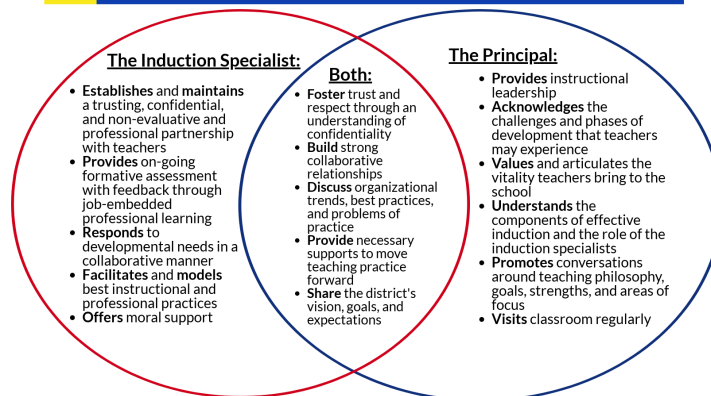 The Induction Specialist:
Establishes and maintains
a trusting, confidential,
and non-evaluative and
professional partnership
with teachers
Provides on-going
formative assessment
with feedback through
job-embedded
professional learning
Responds to
developmental needs in a
collaborative manner
Facilitates and models
best instructional and
professional practices
Offers moral support
Both:
Foster trust and
respect through an
understanding of
confidentiality
Build strong
collaborative
relationships
Discuss organizational
trends, best practices,
and problems of
practice
Provide necessary
supports to move
teaching practice
forward
Share the district's
vision, goals, and
expectations
The Principal:
Provides instructional
leadership
Acknowledges the
challenges and phases of
development that teachers
may experience
Values and articulates the
vitality teachers bring to the
school
Understands the
components of effective
induction and the role of the
induction specialists
Promotes conversations
around teaching philosophy,
goals, strengths, and areas of
focus
Visits classroom regularly